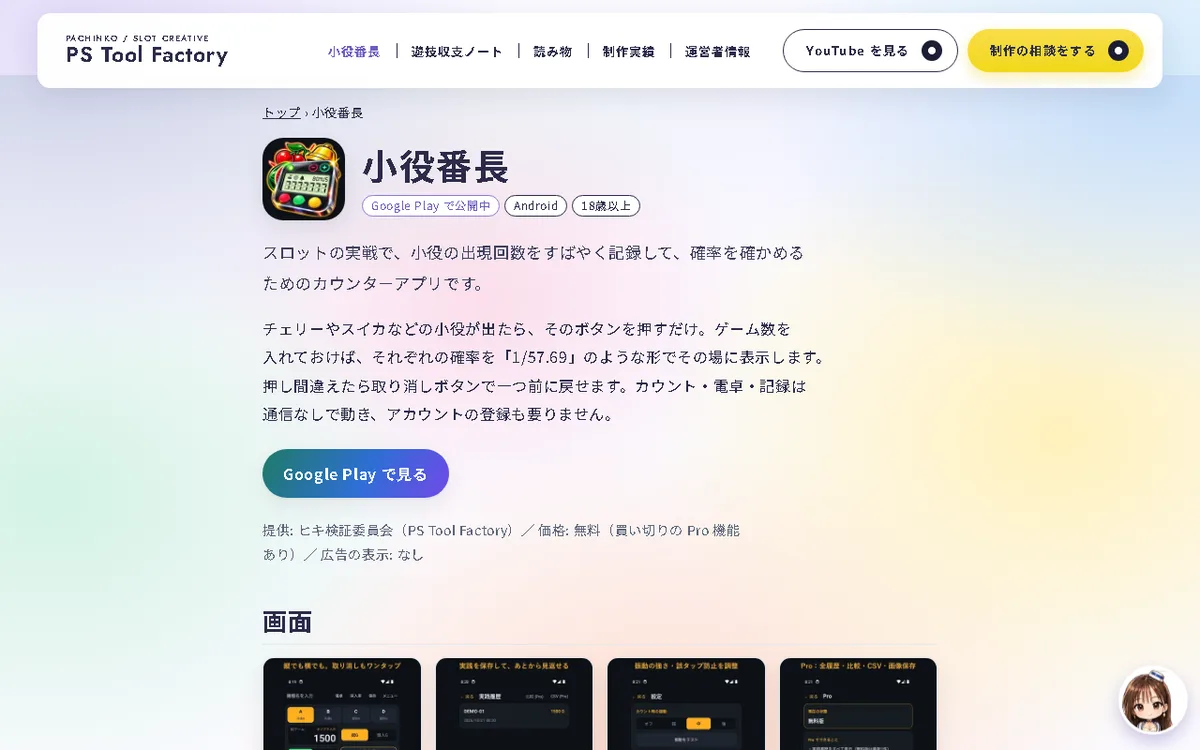 PACHINKO / SLOT CREATIVE
PS Tool Factory
小役番長
遊技収支ノート
読み物
制作実績
運営者情報
YouTube を見る
制作の相談をする
トップ › 小役番長
小役番長
Google Play で公開中
Android
18歳以上
スロットの実戦で、小役の出現回数をすばやく記録して、確率を確かめる
ためのカウンターアプリです。
チェリーやスイカなどの小役が出たら、そのボタンを押すだけ。ゲーム数を
入れておけば、それぞれの確率を「1/57.69」のような形でその場に表示します。
押し間違えたら取り消しボタンで一つ前に戻せます。カウント・電卓・記録は
通信なしで動き、アカウントの登録も要りません。
Google Play で見る
提供: ヒキ検証委員会（PS Tool Factory）／ 価格: 無料（買い切りの Pro 機能
あり）／ 広告の表示: なし
画面
縦でも横でも。取り消しもワンタップ
実践を保存して、あとから見返せる
振動の強さ・誤タップ防止を調整
Pro：全履歴・比較・CSV・画像保存
実践履歴
設定
Pro
A
B
C
D
DEMO-01
無料版
1500